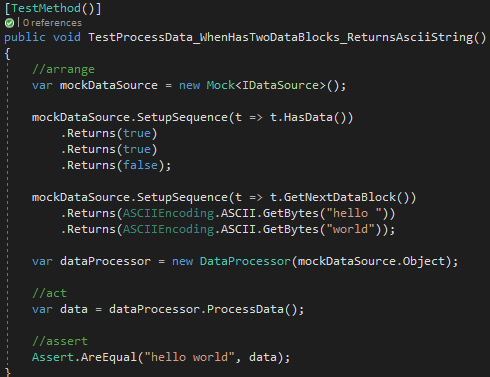 [TestMethod()]
| 0 references
public void TestProcessData_WhenHasTwoDataBlocks_ReturnsAsciiString()
{
//arrange
var mockDataSource = new Mock<IDataSource>();
mockDataSource.SetupSequence(t => t.HasData())
.Returns(true)
.Returns(true)
.Returns(false);
mockDataSource.SetupSequence(t => t.GetNextDataBlock())
.Returns(ASCIIEncoding.ASCII.GetBytes("hello "))
.Returns(ASCIIEncoding.ASCII.GetBytes("world"));
var dataProcessor = new DataProcessor(mockDataSource.Object);
//act
var data = dataProcessor.ProcessData();
//assert
Assert.AreEqual("hello world", data);
}